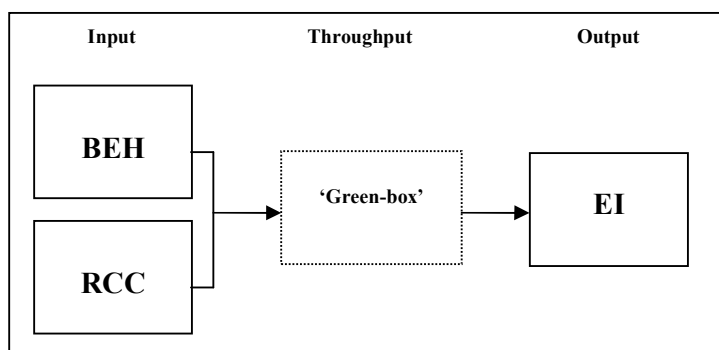 Input Throughput Output
BEH
‘Green-box’
EI
RCC